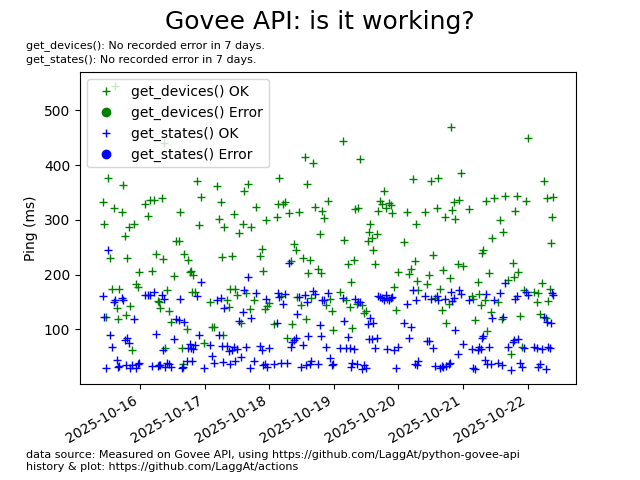 Govee API: is it working?
get_devices(): No recorded error in 7 days.
get_states(): No recorded error in 7 days.
get_devices() OK
get_devices() Error
get_states() OK
get_states() Error
Ping (ms)
500
400
300
200
100
2025-10-16
2025-10-17
2025-10-18
2025-10-19
2025-10-20
2025-10-21
2025-10-22
data source: Measured on Govee API, using https://github.com/LaggAt/python-govee-api
history & plot: https://github.com/LaggAt/actions